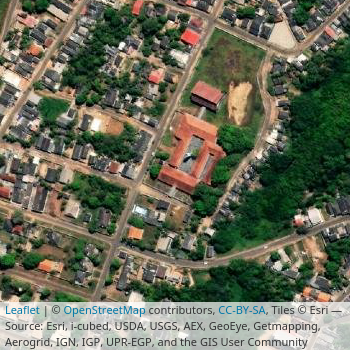 Leaflet | © OpenStreetMap contributors, CC-BY-SA, Tiles © Esri —
Source: Esri, i-cubed, USDA, USGS, AEX, GeoEye, Getmapping,
Aerogrid, IGN, IGP, UPR-EGP, and the GIS User Community